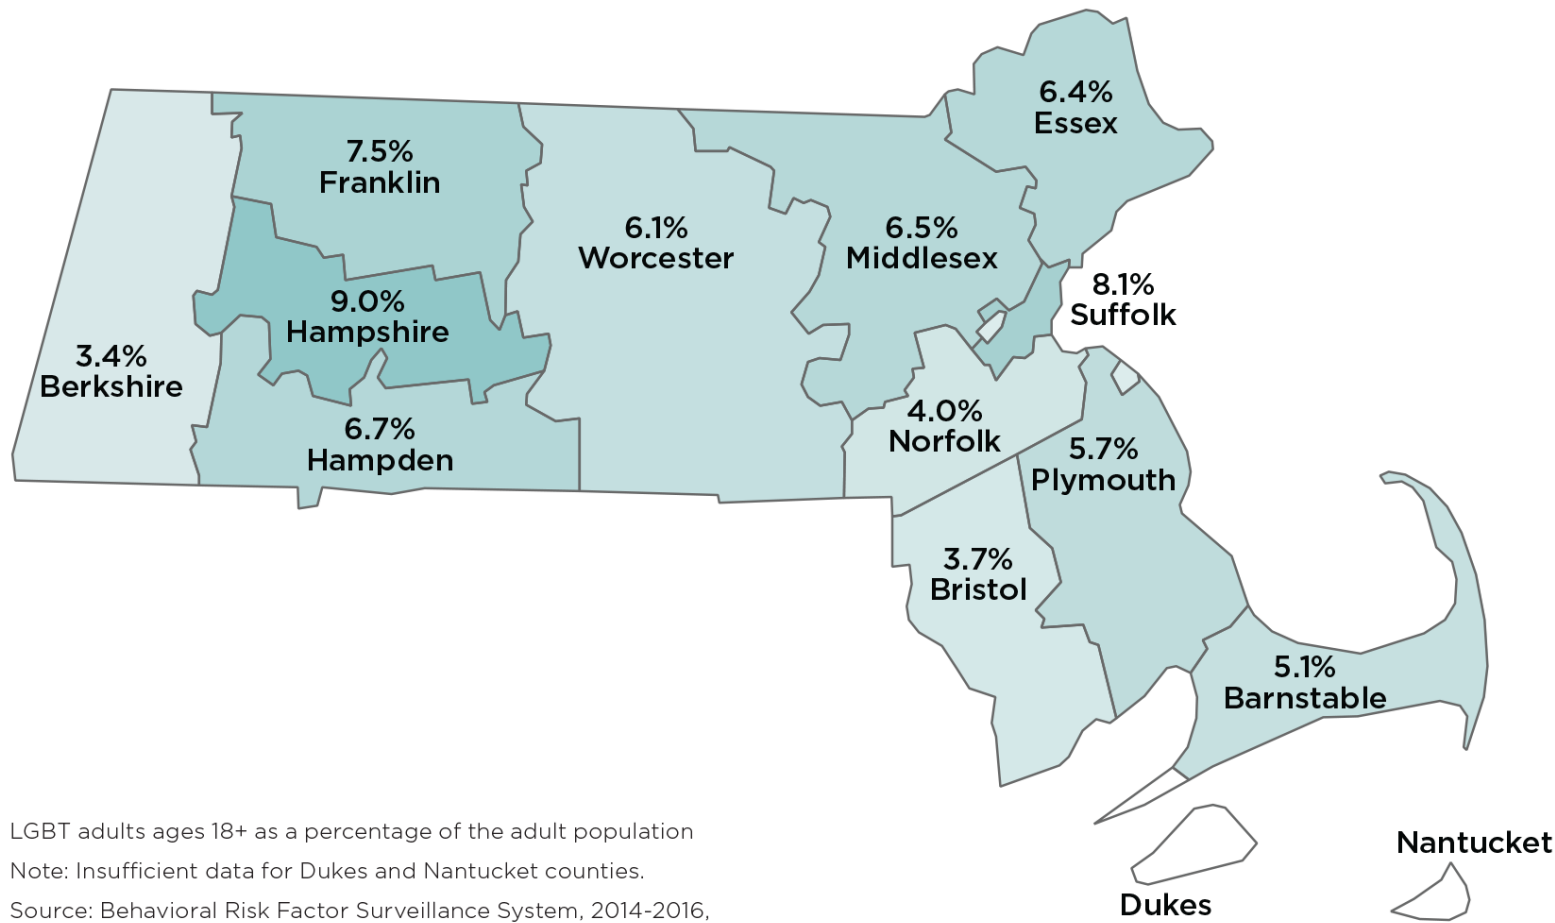 6.4%
Essex
7.5%
Franklin
6.1%
Worcester
6.5%
Middlesex
8.1%
Suffolk
9.0%
Hampshire
3.4%
Berkshire
4.0%
Norfolk
6.7%
Hampden
5.7%
Plymouth
3.7%
Bristol
5.1%
Barnstable
LGBT adults ages 18+ as a percentage of the adult population
Note: Insufficient data for Dukes and Nantucket counties.
Source: Behavioral Risk Factor Surveillance System, 2014-2016,
Nantucket
Dukes